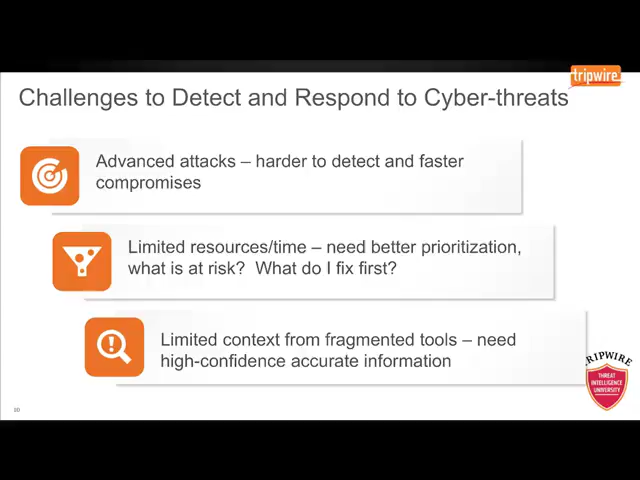 tripwire
Challenges to Detect and Respond to Cyber-threats
Advanced attacks – harder to detect and faster
compromises
Limited resources/time – need better prioritization,
what is at risk?  What do I fix first?
Limited context from fragmented tools – need
high-confidence accurate information
TRIPWIRE
THREAT
INTELLIGENCE
UNIVERSITY